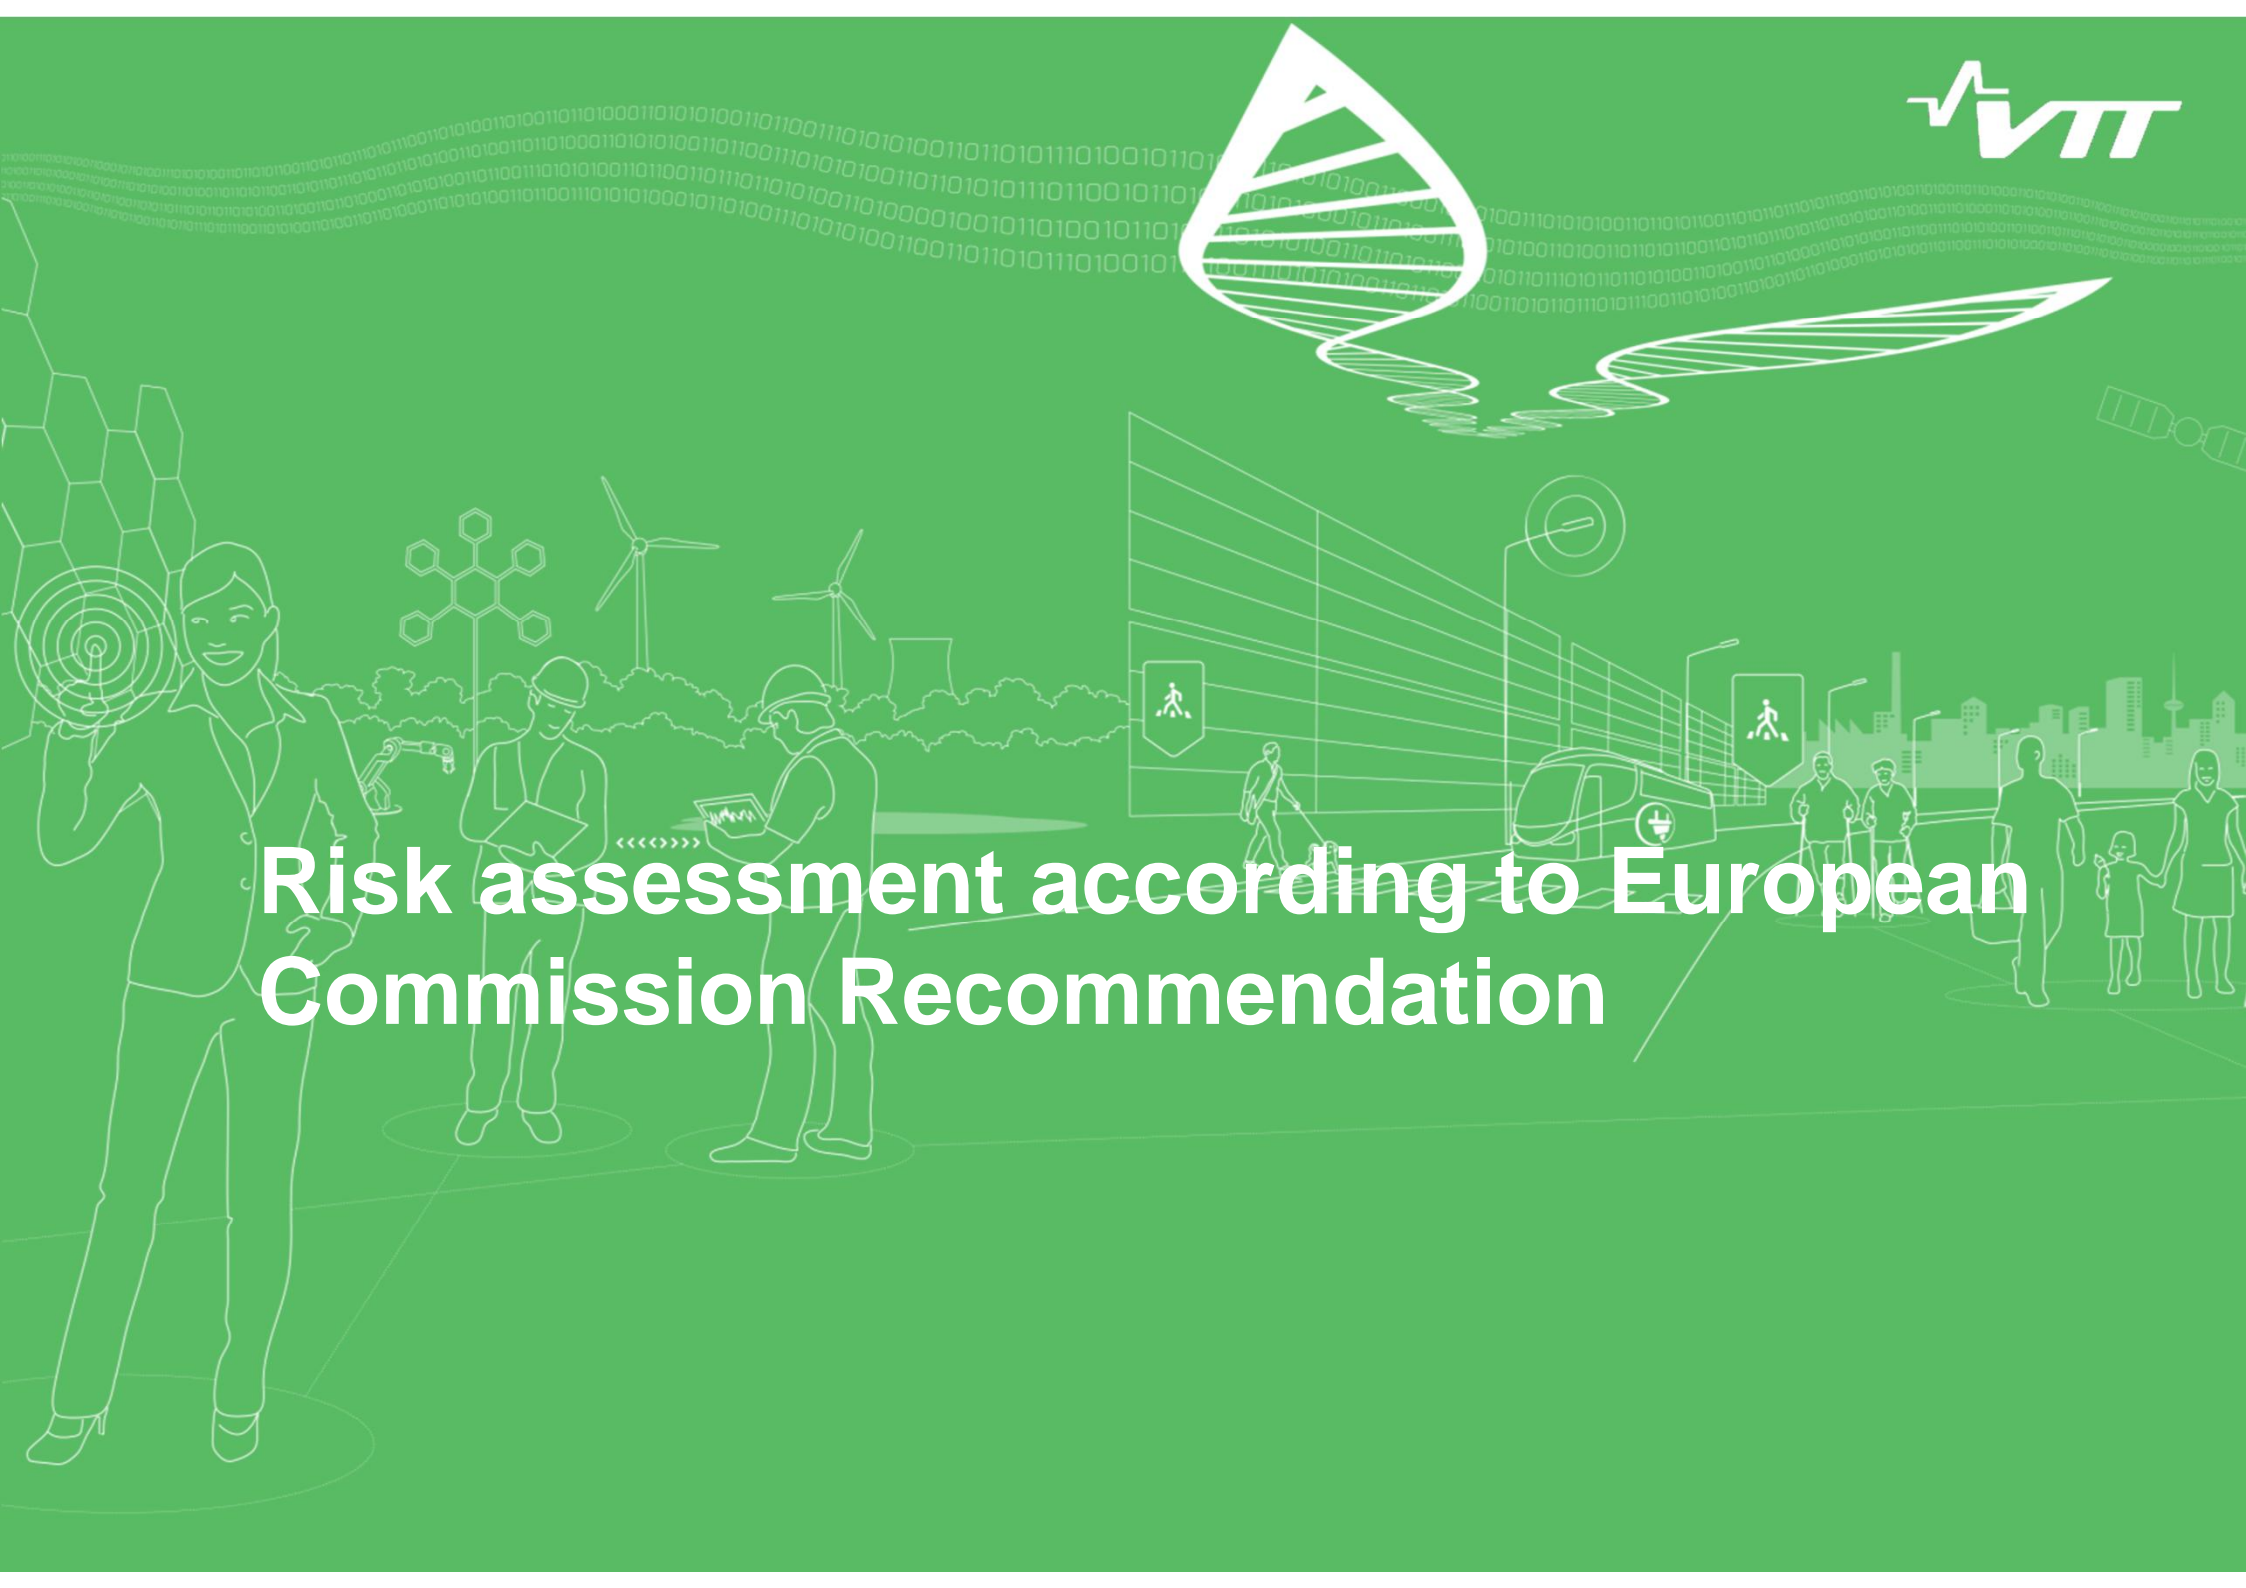 VTT
Risk assessment according to European
Commission Recommendation